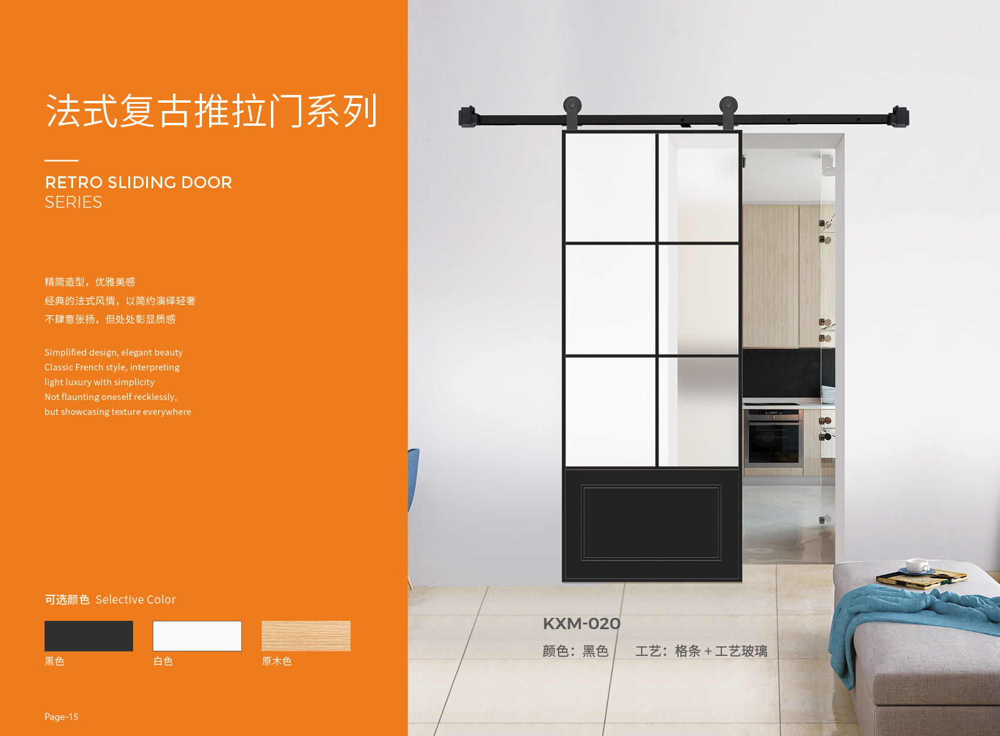 法式复古推拉门系列
RETRO SLIDING DOOR
SERIES
精简造型，优雅美感
经典的法式风情，以简约演绎轻奢
不肆意张扬，但处处彰显质感
Simplified design, elegant beauty
Classic French style, interpreting
light luxury with simplicity
Not flaunting oneself recklessly,
but showcasing texture everywhere
可选颜色 Selective Color
黑色 白色 原木色
Page-15
KXM-020
颜色：黑色 工艺：格条 + 工艺玻璃